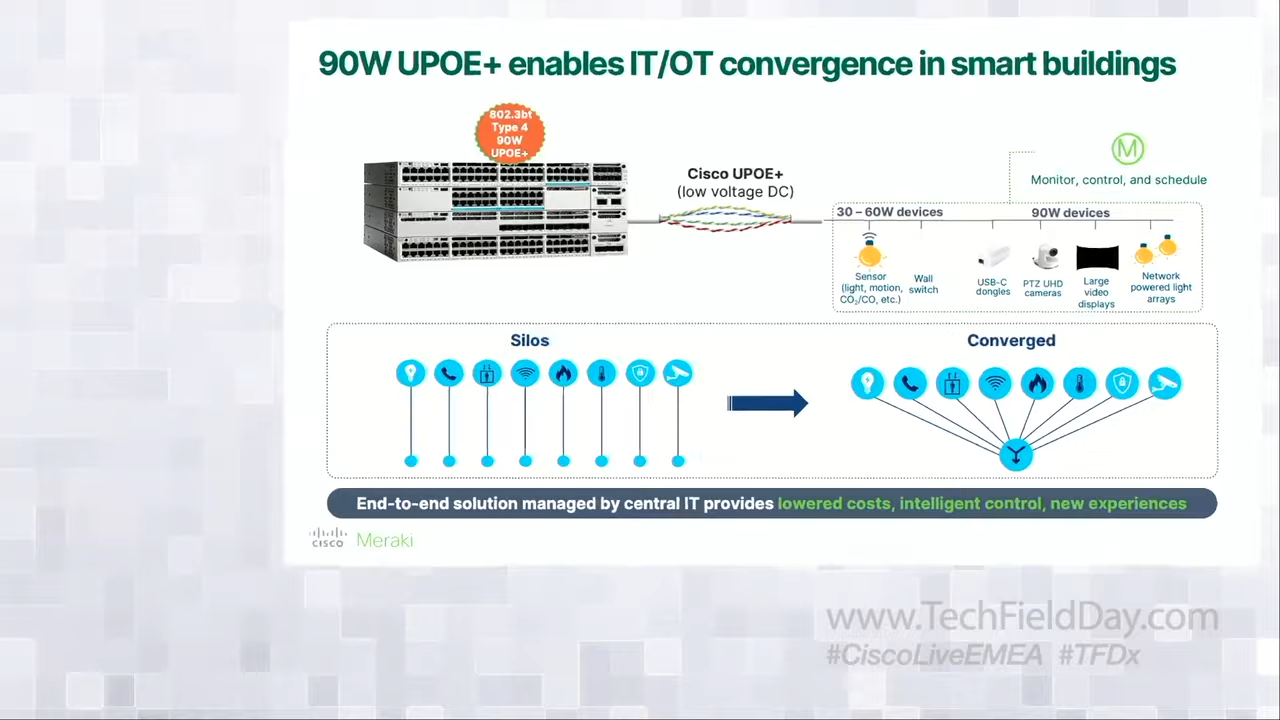 90W UPOE+ enables IT/OT convergence in smart buildings
802.3bt
Type 4
90W
UPOE+
Cisco UPOE+
(low voltage DC)
M
Monitor, control, and schedule
30 – 60W devices
90W devices
Sensor
(light, motion,
CO₂/CO, etc.)
Wall
switch
USB-C
dongles
PTZ UHD
cameras
Large
video
displays
Network
powered light
arrays
Silos
Converged
End-to-end solution managed by central IT provides lowered costs, intelligent control, new experiences
CISCO Meraki
www.TechFieldDay.com
#CiscoLiveEMEA #TFDx